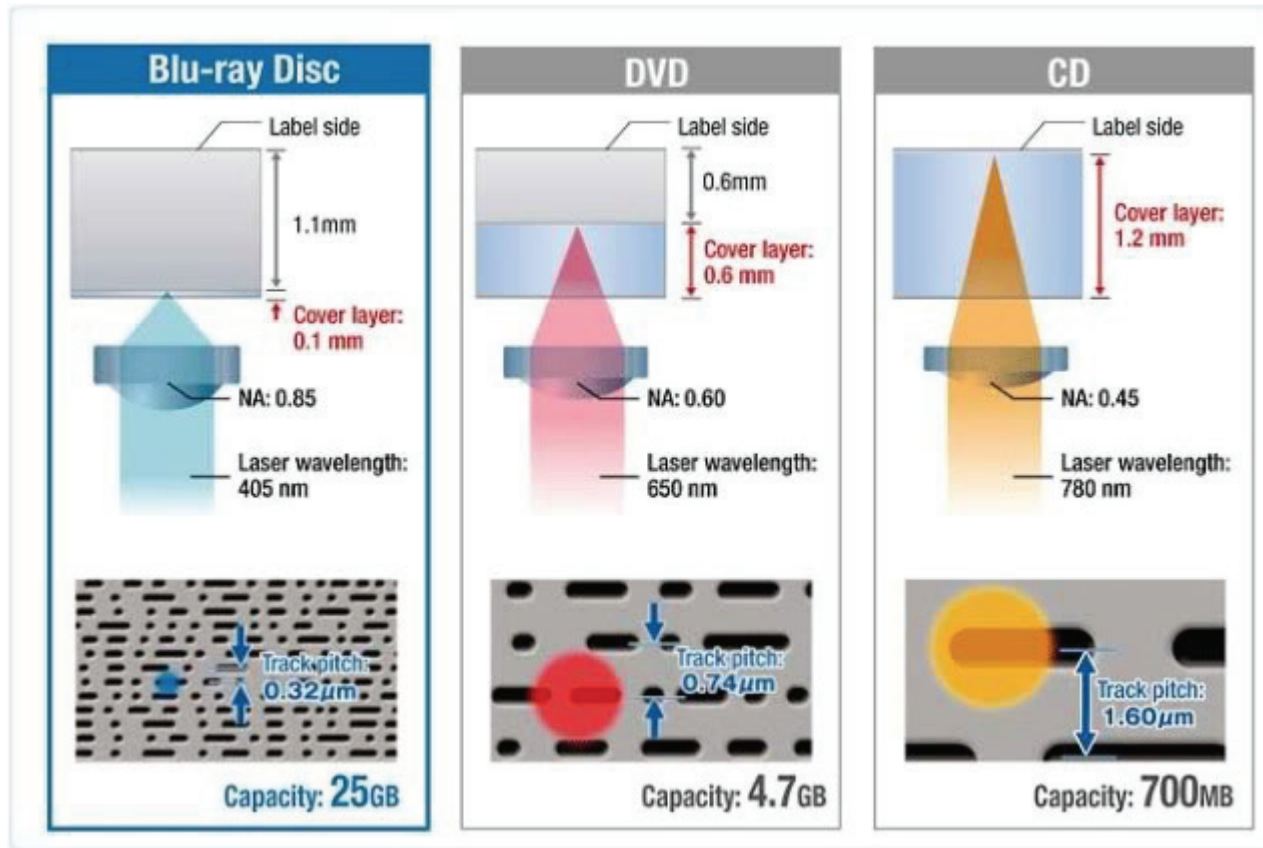 Blu-ray Disc
Label side
1.1mm
Cover layer:
0.1 mm
NA: 0.85
Laser wavelength:
405 nm
Track pitch:
0.32μm
Capacity: 25GB
DVD
Label side
0.6mm
Cover layer:
0.6 mm
NA: 0.60
Laser wavelength:
650 nm
Track pitch:
0.74μm
Capacity: 4.7GB
CD
Label side
Cover layer:
1.2 mm
NA: 0.45
Laser wavelength:
780 nm
Track pitch:
1.60μm
Capacity: 700MB